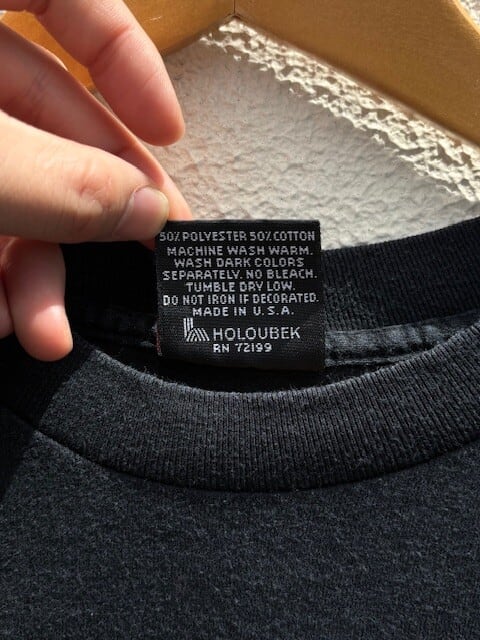 50% POLYESTER 50% COTTON
MACHINE WASH WARM.
WASH DARK COLORS
SEPARATELY. NO BLEACH.
TUMBLE DRY LOW.
DO NOT IRON IF DECORATED.
MADE IN U.S.A.
HOLOUBEK
RN 72199